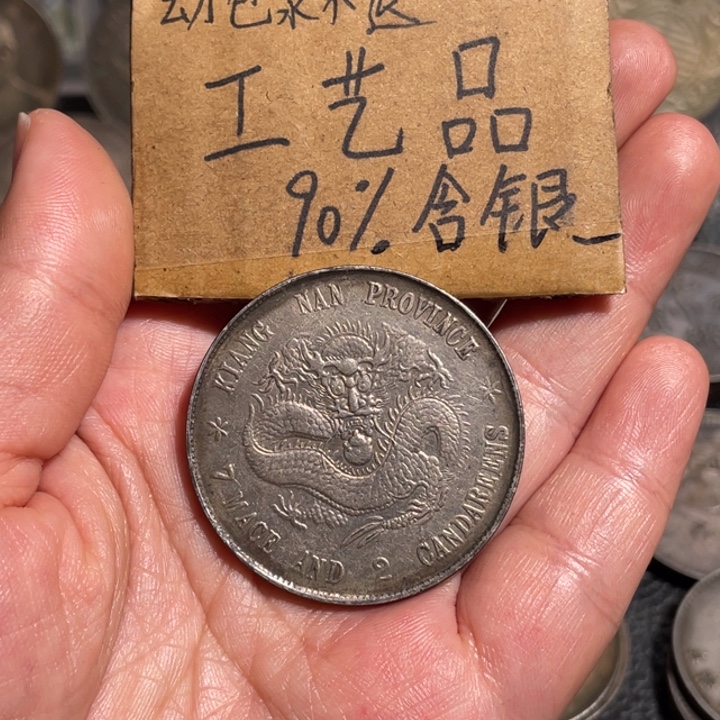 工艺品
90%含银
KIANG NAN PROVINCE
7 MACE AND 2 CANDAREENS